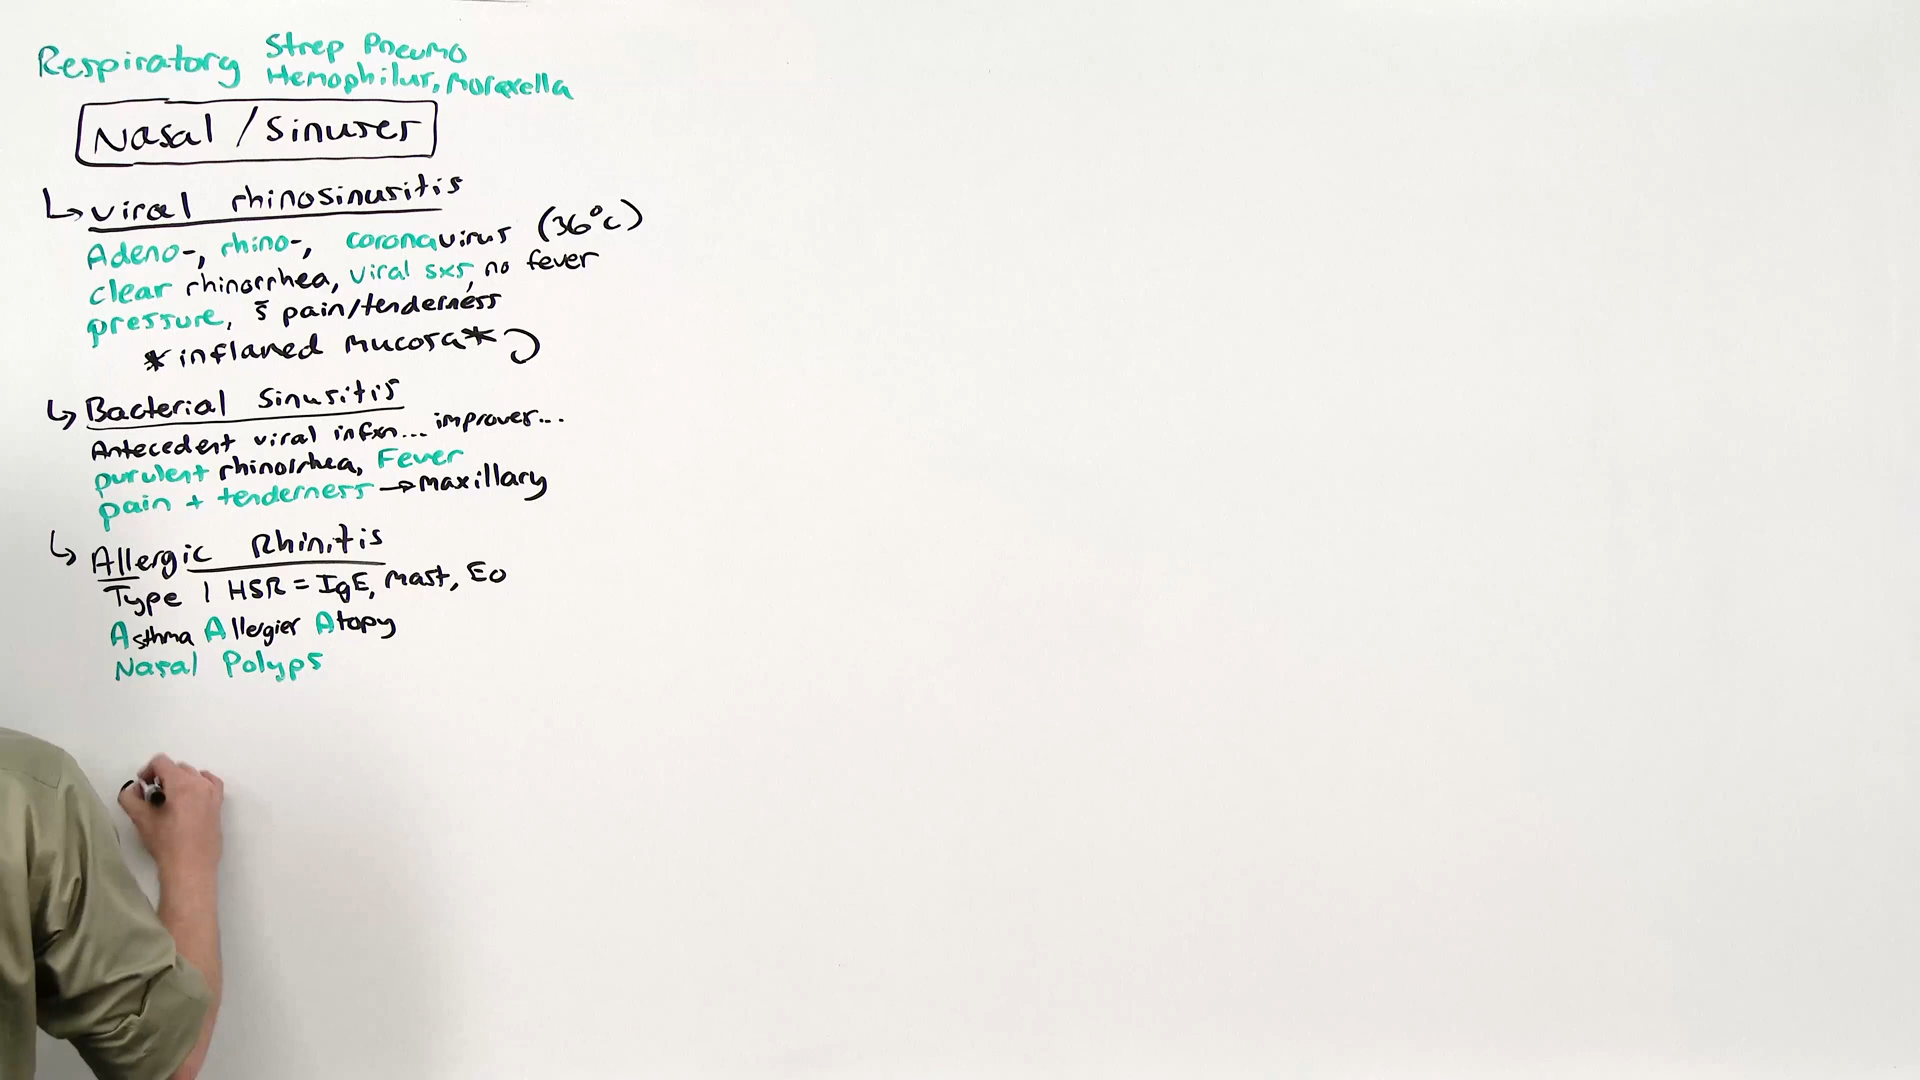 Respiratory Strep Pneumo
Hemophilus, Moraxella
Nasal/Sinuses
↳ Viral rhinosinusitis
Adeno-, rhino-, coronavirus (36°C)
clear rhinorrhea, viral sxs, no fever
pressure, s̄ pain/tenderness
*inflamed mucosa*
↳ Bacterial Sinusitis
Antecedent viral infxn... improves...
purulent rhinorrhea, Fever
pain + tenderness → maxillary
↳ Allergic Rhinitis
Type 1 HSR = IgE, Mast, Eo
Asthma Allergies Atopy
Nasal Polyps